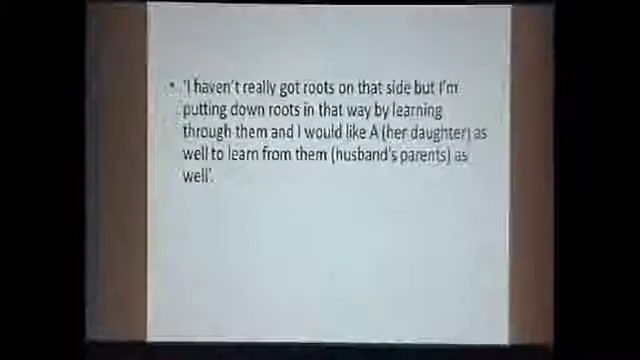 • 'I haven't really got roots on that side but I'm
putting down roots in that way by learning
through them and I would like A (her daughter) as
well to learn from them (husband's parents) as
well'.